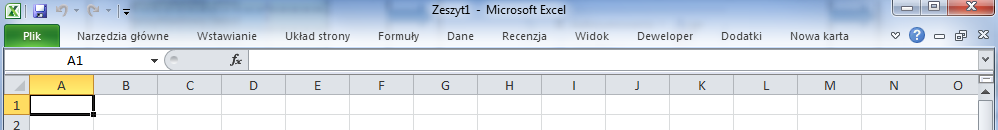 Zeszyt1 - Microsoft Excel
Plik Narzędzia główne Wstawianie Układ strony Formuły Dane Recenzja Widok Deweloper Dodatki Nowa karta
A1 fx
A B C D E F G H I J K L M N O
1
2